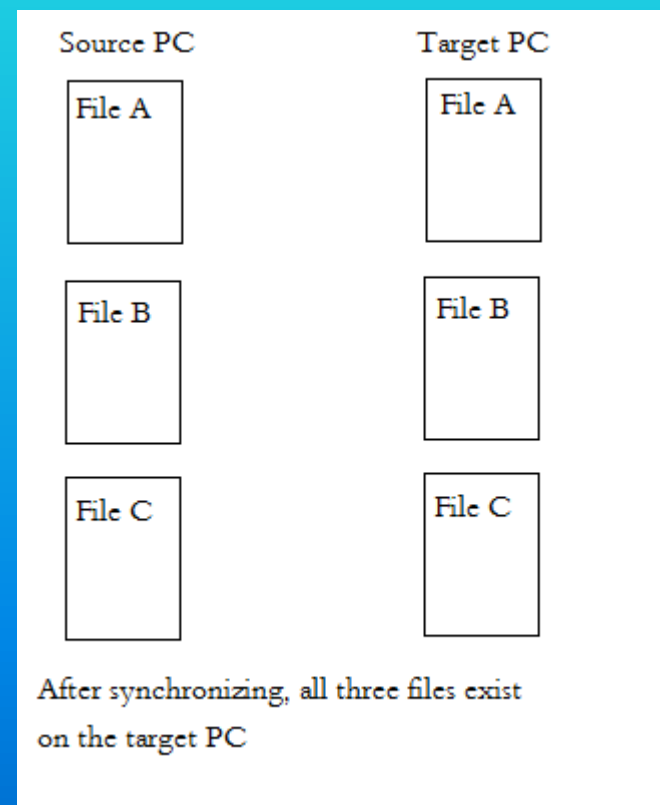 Source PC Target PC
File A File A
File B File B
File C File C
After synchronizing, all three files exist
on the target PC